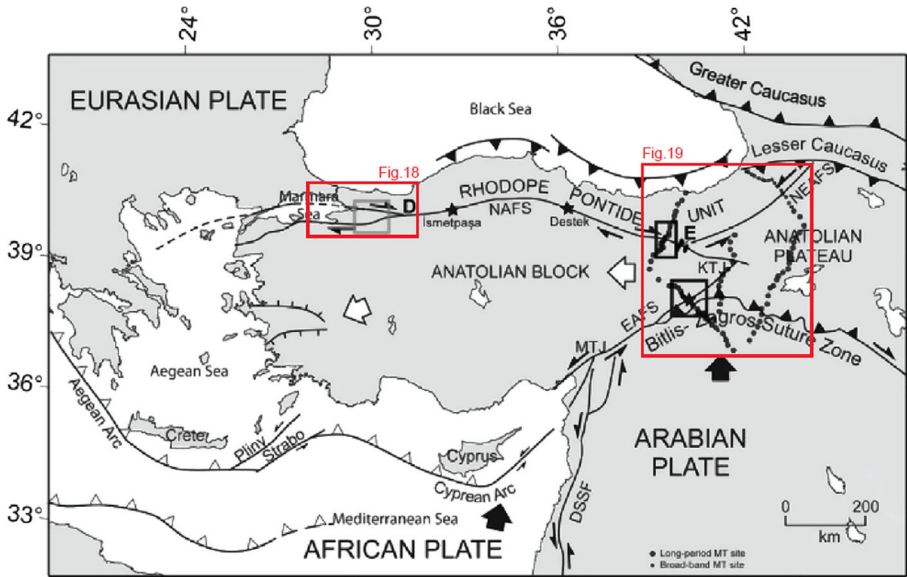 24°
30°
36°
42°
42°
39°
36°
33°
EURASIAN PLATE
Black Sea
Greater Caucasus
Lesser Caucasus
Fig.18
Fig.19
Marmara
Sea
D
RHODOPE
PONTIDE
UNIT
NAFS
NEAFS
İsmetpaşa
Destek
E
ANATOLIAN
PLATEAU
ANATOLIAN BLOCK
KTJ
EAFS
Bitlis-Zagros Suture Zone
MTJ
Aegean Sea
Aegean Arc
Crete
Pliny
Strabo
Cyprus
Cyprean Arc
DSSF
ARABIAN
PLATE
Mediterranean Sea
AFRICAN PLATE
0 200
km
Long-period MT site
Broad-band MT site